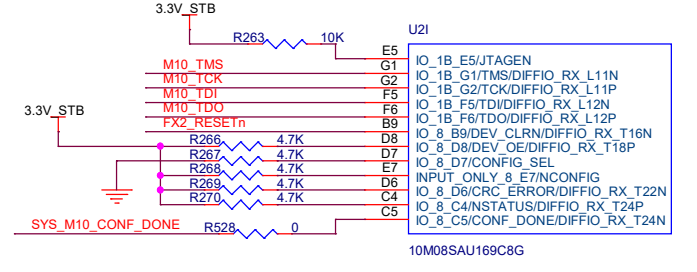 3.3V_STB
U2I
R263 10K
E5 IO_1B_E5/JTAGEN
M10_TMS G1 IO_1B_G1/TMS/DIFFIO_RX_L11N
M10_TCK G2 IO_1B_G2/TCK/DIFFIO_RX_L11P
M10_TDI F5 IO_1B_F5/TDI/DIFFIO_RX_L12N
M10_TDO F6 IO_1B_F6/TDO/DIFFIO_RX_L12P
3.3V_STB
FX2_RESETn B9 IO_8_B9/DEV_CLRN/DIFFIO_RX_T16N
R266 4.7K D8 IO_8_D8/DEV_OE/DIFFIO_RX_T18P
R267 4.7K D7 IO_8_D7/CONFIG_SEL
R268 4.7K E7 INPUT_ONLY_8_E7/NCONFIG
R269 4.7K D6 IO_8_D6/CRC_ERROR/DIFFIO_RX_T22N
R270 4.7K C4 IO_8_C4/NSTATUS/DIFFIO_RX_T24P
SYS_M10_CONF_DONE R528 0 C5 IO_8_C5/CONF_DONE/DIFFIO_RX_T24N
10M08SAU169C8G